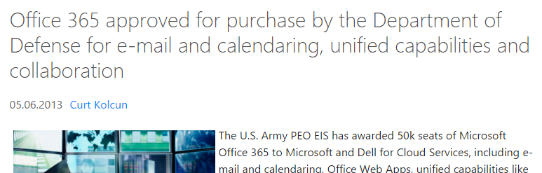 Office 365 approved for purchase by the Department of
Defense for e-mail and calendaring, unified capabilities and
collaboration
05.06.2013 Curt Kolcun
The U.S. Army PEO EIS has awarded 50k seats of Microsoft
Office 365 to Microsoft and Dell for Cloud Services, including e-
mail and calendaring, Office Web Apps, unified capabilities like